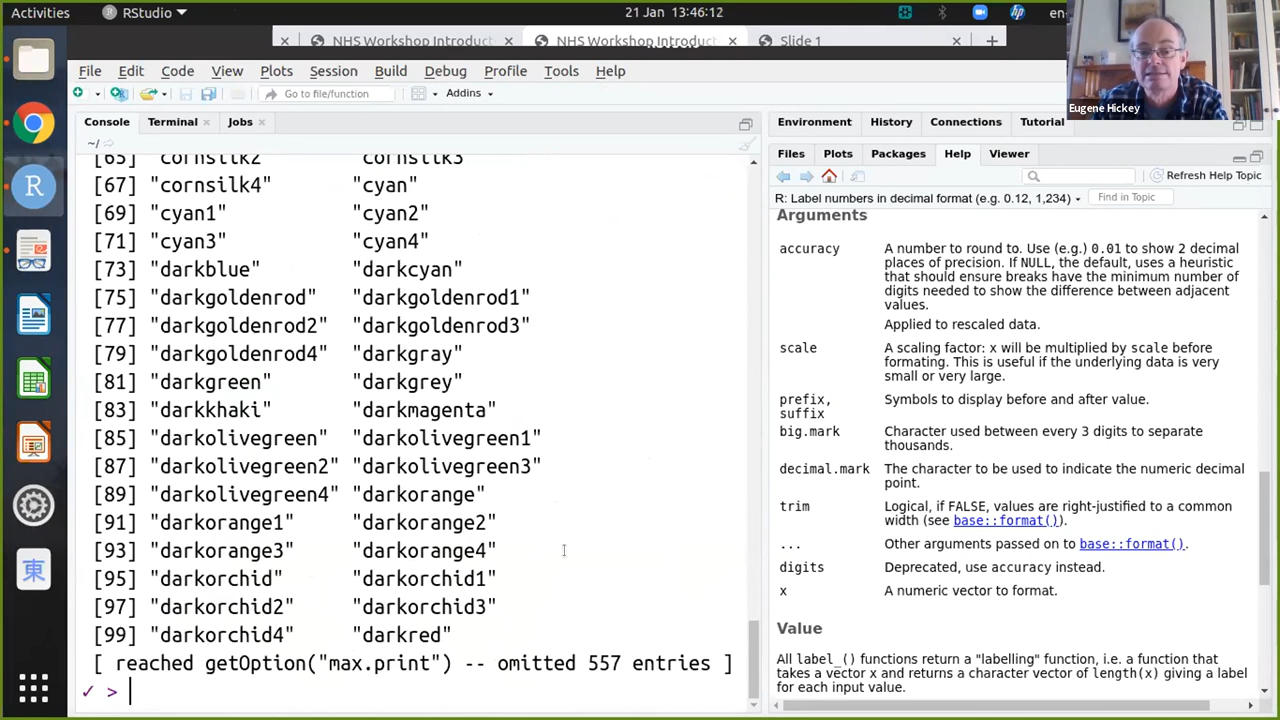 Activities
RStudio
21 Jan 13:46:12
en
NHS Workshop Introduct
NHS Workshop Introduct
Slide 1
File Edit Code View Plots Session Build Debug Profile Tools Help
Go to file/function
Addins
Eugene Hickey
Console Terminal Jobs
~/
[65] "cornsilk2" "cornsilk3"
[67] "cornsilk4" "cyan"
[69] "cyan1" "cyan2"
[71] "cyan3" "cyan4"
[73] "darkblue" "darkcyan"
[75] "darkgoldenrod" "darkgoldenrod1"
[77] "darkgoldenrod2" "darkgoldenrod3"
[79] "darkgoldenrod4" "darkgray"
[81] "darkgreen" "darkgrey"
[83] "darkkhaki" "darkmagenta"
[85] "darkolivegreen" "darkolivegreen1"
[87] "darkolivegreen2" "darkolivegreen3"
[89] "darkolivegreen4" "darkorange"
[91] "darkorange1" "darkorange2"
[93] "darkorange3" "darkorange4"
[95] "darkorchid" "darkorchid1"
[97] "darkorchid2" "darkorchid3"
[99] "darkorchid4" "darkred"
[ reached getOption("max.print") -- omitted 557 entries ]
✓ >
Environment History Connections Tutorial
Files Plots Packages Help Viewer
Refresh Help Topic
R: Label numbers in decimal format (e.g. 0.12, 1,234)
Find in Topic
Arguments
accuracy A number to round to. Use (e.g.) 0.01 to show 2 decimal
places of precision. If NULL, the default, uses a heuristic
that should ensure breaks have the minimum number of
digits needed to show the difference between adjacent
values.
Applied to rescaled data.
scale A scaling factor: x will be multiplied by scale before
formating. This is useful if the underlying data is very
small or very large.
prefix, Symbols to display before and after value.
suffix
big.mark Character used between every 3 digits to separate
thousands.
decimal.mark The character to be used to indicate the numeric decimal
point.
trim Logical, if FALSE, values are right-justified to a common
width (see base::format()).
... Other arguments passed on to base::format().
digits Deprecated, use accuracy instead.
x A numeric vector to format.
Value
All label_() functions return a "labelling" function, i.e. a function that
takes a vector x and returns a character vector of length(x) giving a label
for each input value.
hp
R
東